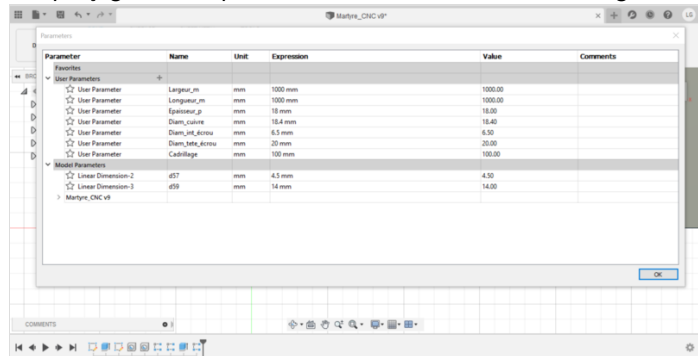 Martyre_CNC v9*
LG
Parameters
Parameter Name Unit Expression Value Comments
Favorites
User Parameters
User Parameter Largeur_m mm 1000 mm 1000.00
User Parameter Longueur_m mm 1000 mm 1000.00
User Parameter Epaisseur_p mm 18 mm 18.00
User Parameter Diam_cuivre mm 18.4 mm 18.40
User Parameter Diam_int_écrou mm 6.5 mm 6.50
User Parameter Diam_tete_écrou mm 20 mm 20.00
User Parameter Cadrillage mm 100 mm 100.00
Model Parameters
Linear Dimension-2 d57 mm 4.5 mm 4.50
Linear Dimension-3 d59 mm 14 mm 14.00
Martyre_CNC v9
OK
COMMENTS